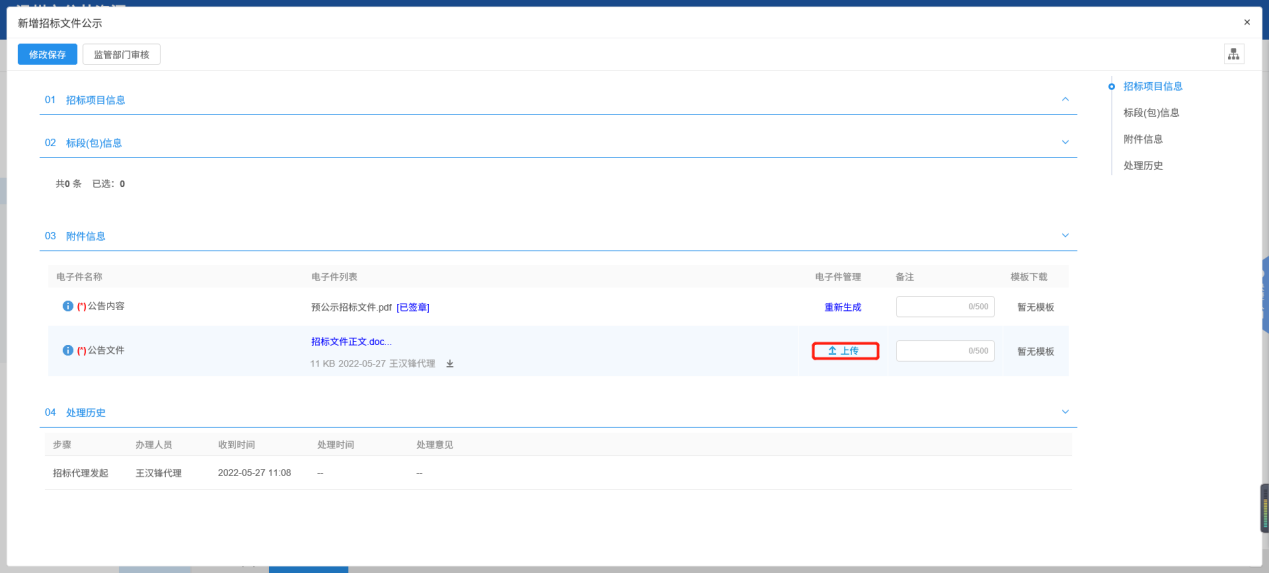 新增招标文件公示 ×
修改保存 监管部门审核
01 招标项目信息
02 标段(包)信息
共0 条 已选: 0
03 附件信息
电子件名称 电子件列表 电子件管理 备注 模板下载
(*)公告内容 预公示招标文件.pdf [已签章] 重新生成 0/500 暂无模板
(*)公告文件 招标文件正文.doc... 上传 0/500 暂无模板
11 KB 2022-05-27 王汉锋代理
04 处理历史
步骤 办理人员 收到时间 处理时间 处理意见
招标代理发起 王汉锋代理 2022-05-27 11:08 -- --
招标项目信息
标段(包)信息
附件信息
处理历史